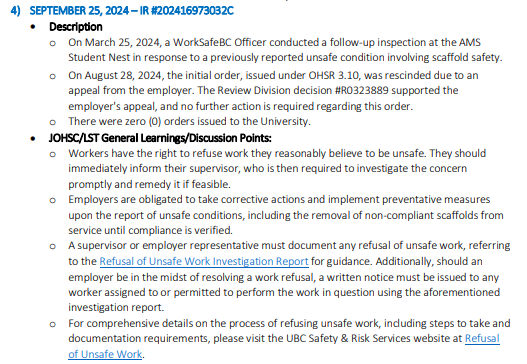 4) SEPTEMBER 25, 2024 – IR #202416973032C
• Description
o On March 25, 2024, a WorkSafeBC Officer conducted a follow-up inspection at the AMS
Student Nest in response to a previously reported unsafe condition involving scaffold safety.
o On August 28, 2024, the initial order, issued under OHSR 3.10, was rescinded due to an
appeal from the employer. The Review Division decision #R0323889 supported the
employer's appeal, and no further action is required regarding this order.
o There were zero (0) orders issued to the University.
• JOHSC/LST General Learnings/Discussion Points:
o Workers have the right to refuse work they reasonably believe to be unsafe. They should
immediately inform their supervisor, who is then required to investigate the concern
promptly and remedy it if feasible.
o Employers are obligated to take corrective actions and implement preventative measures
upon the report of unsafe conditions, including the removal of non-compliant scaffolds from
service until compliance is verified.
o A supervisor or employer representative must document any refusal of unsafe work, referring
to the Refusal of Unsafe Work Investigation Report for guidance. Additionally, should an
employer be in the midst of resolving a work refusal, a written notice must be issued to any
worker assigned to or permitted to perform the work in question using the aforementioned
investigation report.
o For comprehensive details on the process of refusing unsafe work, including steps to take and
documentation requirements, please visit the UBC Safety & Risk Services website at Refusal
of Unsafe Work.